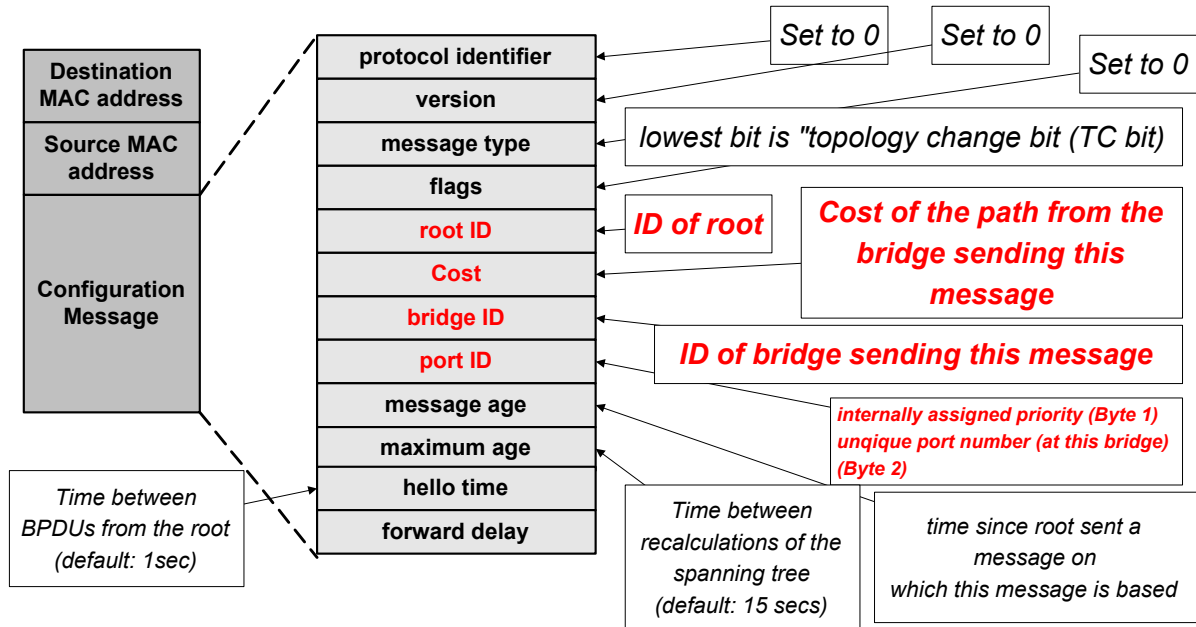 Destination
MAC address
Source MAC
address
Configuration
Message
protocol identifier
version
message type
flags
root ID
Cost
bridge ID
port ID
message age
maximum age
hello time
forward delay
Set to 0
Set to 0
Set to 0
lowest bit is "topology change bit (TC bit)
ID of root
Cost of the path from the
bridge sending this
message
ID of bridge sending this message
internally assigned priority (Byte 1)
unqique port number (at this bridge)
(Byte 2)
Time between
BPDUs from the root
(default: 1sec)
Time between
recalculations of the
spanning tree
(default: 15 secs)
time since root sent a
message on
which this message is based